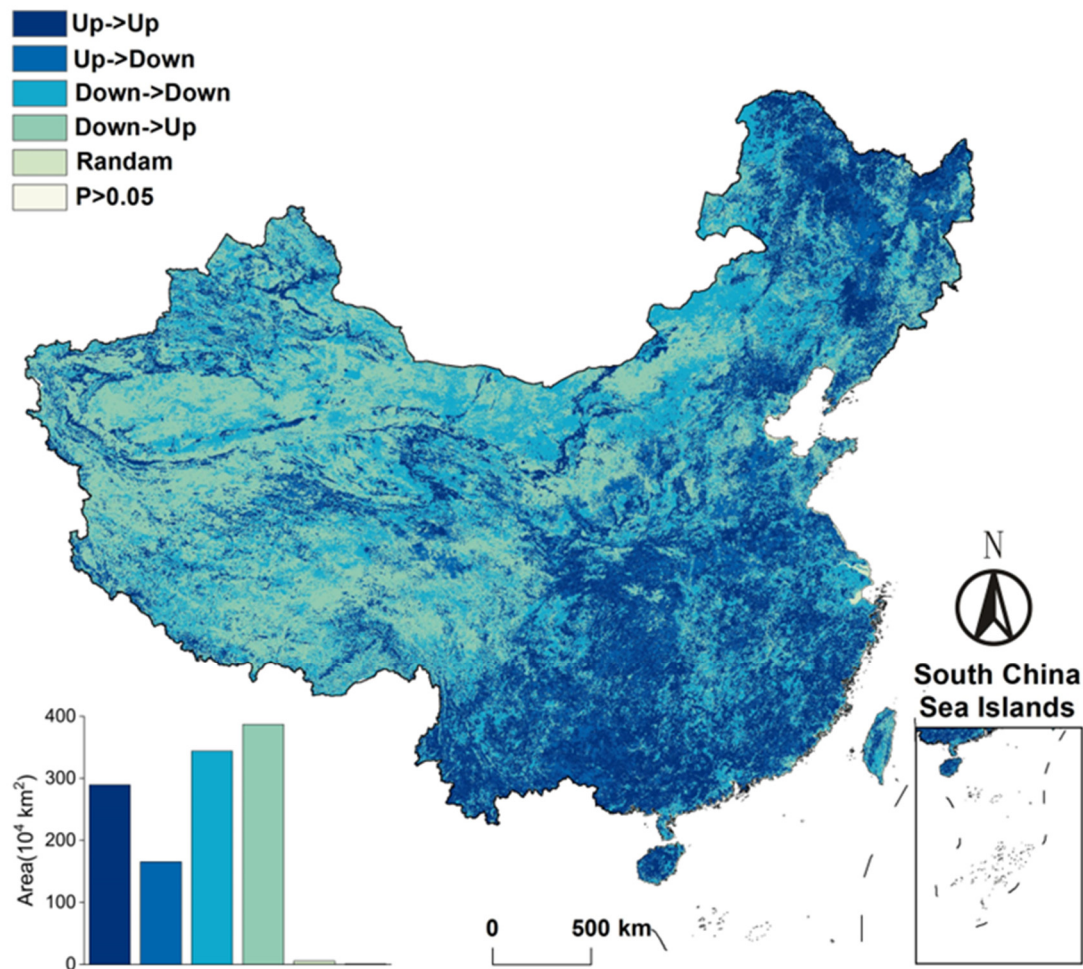 Up->Up
Up->Down
Down->Down
Down->Up
Randam
P>0.05
N
South China
Sea Islands
400
300
200
100
0
Area(10⁴ km²)
0 500 km